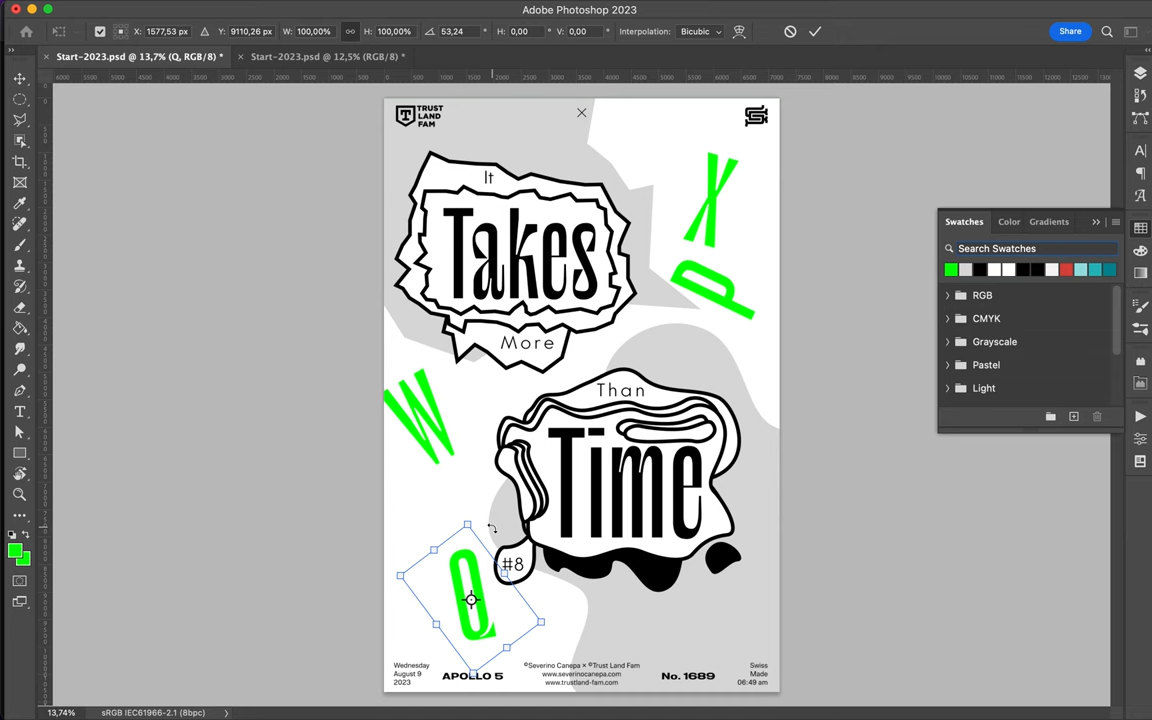 Adobe Photoshop 2023
X: 1577,53 px Y: 9110,26 px W: 100,00% H: 100,00% 53,24 ° H: 0,00 ° V: 0,00 ° Interpolation: Bicubic Share
Start-2023.psd @ 13,7% (Q, RGB/8) * Start-2023.psd @ 12,5% (RGB/8) *
TRUST
LAND
FAM
It
Takes
More
X
P
W
Than
Time
#8
Q
Wednesday
August 9
2023
APOLLO 5
©Severino Canepa × ©Trust Land Fam
www.severinocanepa.com
www.trustland-fam.com
No. 1689
Swiss
Made
06:49 am
Swatches Color Gradients
Search Swatches
RGB
CMYK
Grayscale
Pastel
Light
13,74% sRGB IEC61966-2.1 (8bpc)